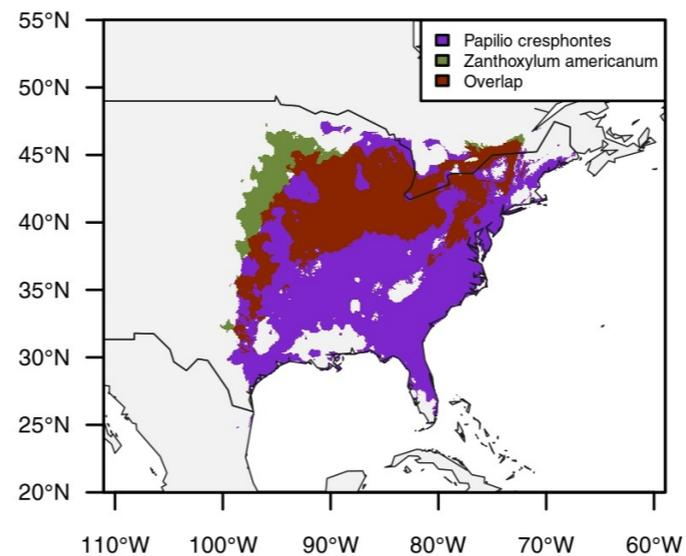 55°N
50°N
45°N
40°N
35°N
30°N
25°N
20°N
Papilio cresphontes
Zanthoxylum americanum
Overlap
110°W 100°W 90°W 80°W 70°W 60°W